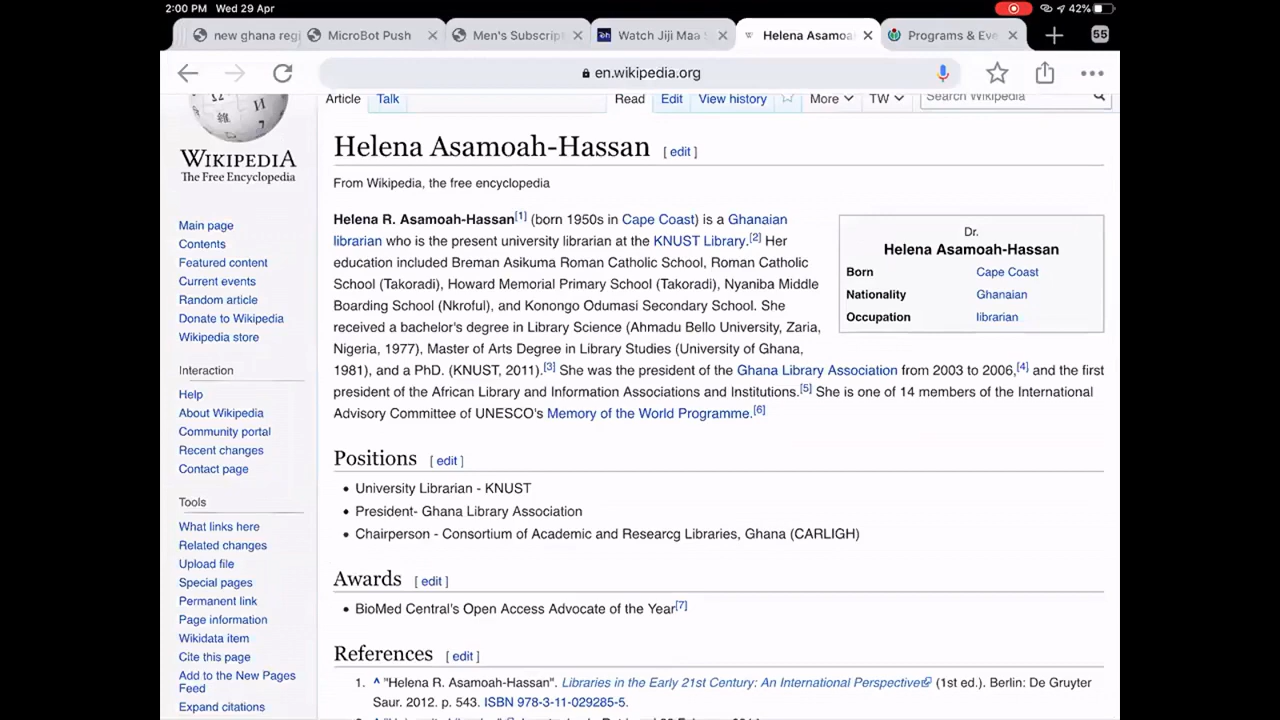 2:00 PM Wed 29 Apr
42%
new ghana regi
MicroBot Push
Men's Subscrip
Watch Jiji Maa
Helena Asamoa
Programs & Eve
55
en.wikipedia.org
Article Talk Read Edit View history More TW Search Wikipedia
WIKIPEDIA
The Free Encyclopedia
Main page
Contents
Featured content
Current events
Random article
Donate to Wikipedia
Wikipedia store
Interaction
Help
About Wikipedia
Community portal
Recent changes
Contact page
Tools
What links here
Related changes
Upload file
Special pages
Permanent link
Page information
Wikidata item
Cite this page
Add to the New Pages
Feed
Expand citations
Helena Asamoah-Hassan [ edit ]
From Wikipedia, the free encyclopedia
Helena R. Asamoah-Hassan[1] (born 1950s in Cape Coast) is a Ghanaian
librarian who is the present university librarian at the KNUST Library.[2] Her
education included Breman Asikuma Roman Catholic School, Roman Catholic
School (Takoradi), Howard Memorial Primary School (Takoradi), Nyaniba Middle
Boarding School (Nkroful), and Konongo Odumasi Secondary School. She
received a bachelor's degree in Library Science (Ahmadu Bello University, Zaria,
Nigeria, 1977), Master of Arts Degree in Library Studies (University of Ghana,
1981), and a PhD. (KNUST, 2011).[3] She was the president of the Ghana Library Association from 2003 to 2006,[4] and the first
president of the African Library and Information Associations and Institutions.[5] She is one of 14 members of the International
Advisory Committee of UNESCO's Memory of the World Programme.[6]
Dr.
Helena Asamoah-Hassan
Born Cape Coast
Nationality Ghanaian
Occupation librarian
Positions [ edit ]
• University Librarian - KNUST
• President- Ghana Library Association
• Chairperson - Consortium of Academic and Researcg Libraries, Ghana (CARLIGH)
Awards [ edit ]
• BioMed Central's Open Access Advocate of the Year[7]
References [ edit ]
1. ^ "Helena R. Asamoah-Hassan". Libraries in the Early 21st Century: An International Perspective (1st ed.). Berlin: De Gruyter
Saur. 2012. p. 543. ISBN 978-3-11-029285-5.